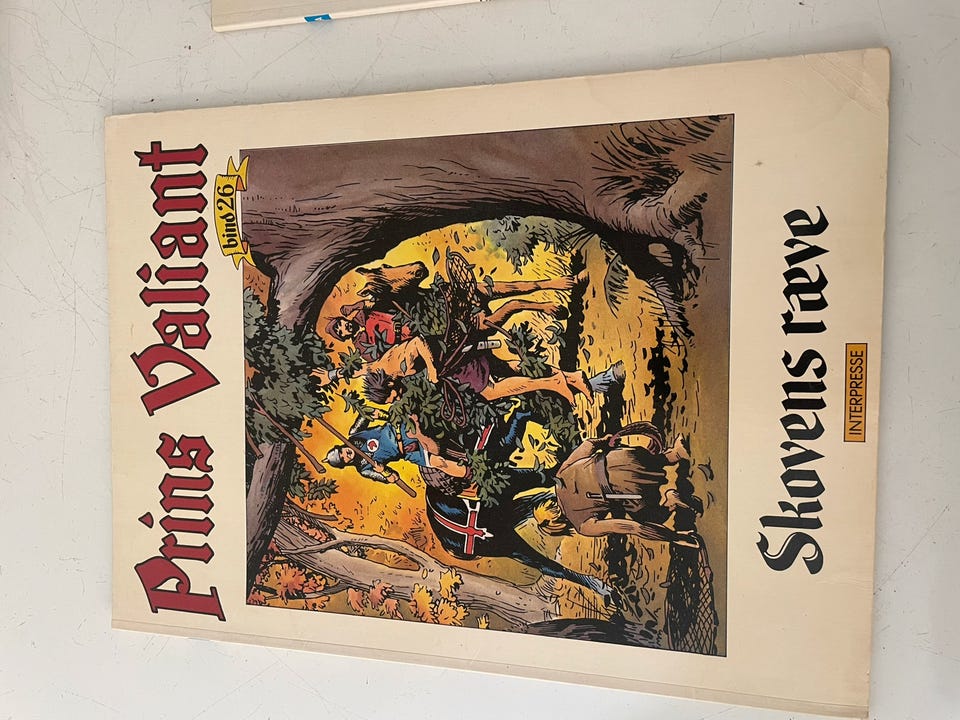 Prins Valiant
bind 26
Skovens ræve
INTERPRESSE